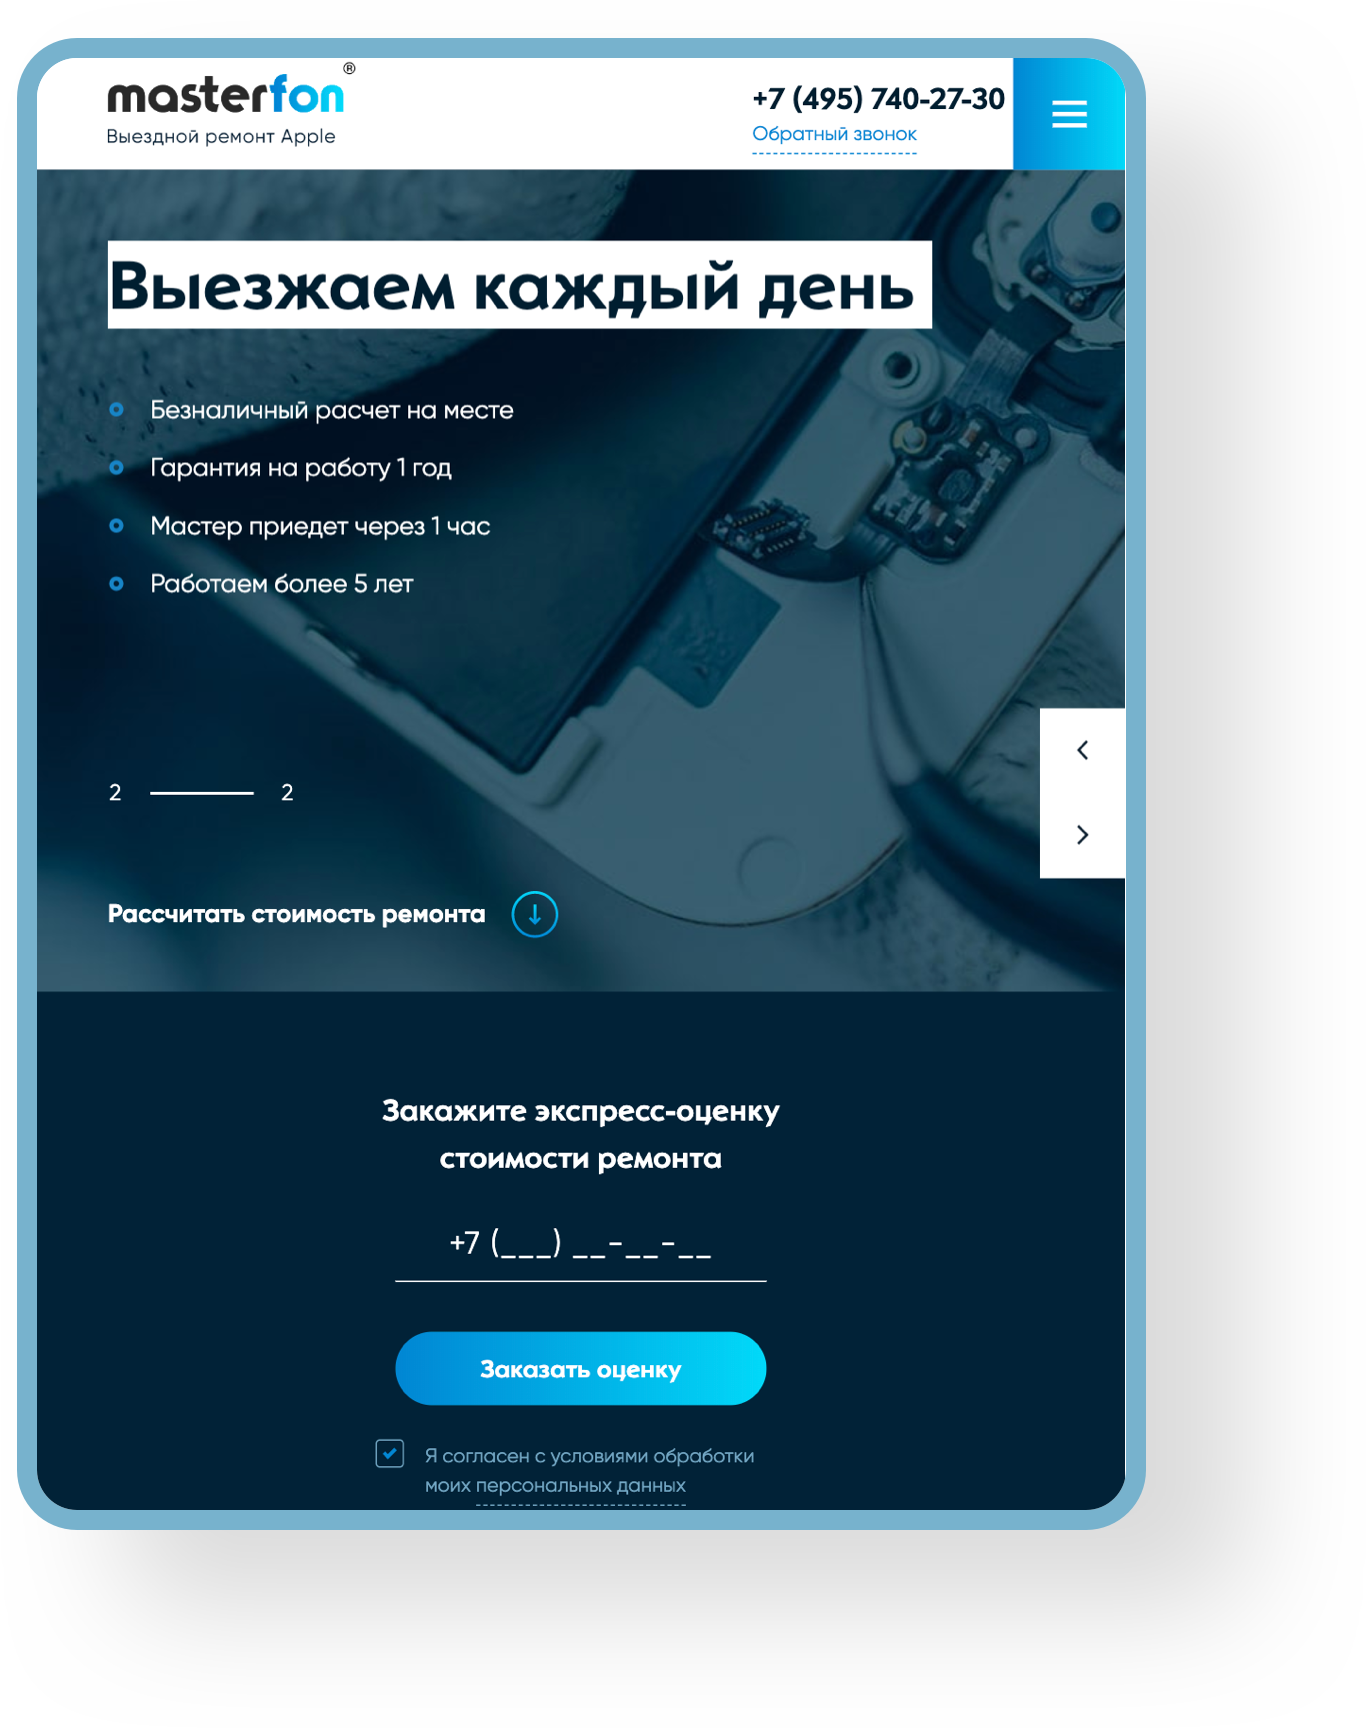 masterfon®
Выездной ремонт Apple
+7 (495) 740-27-30
Обратный звонок
Выезжаем каждый день
Безналичный расчет на месте
Гарантия на работу 1 год
Мастер приедет через 1 час
Работаем более 5 лет
2 2
Рассчитать стоимость ремонта
Закажите экспресс-оценку
стоимости ремонта
+7 (___) __-__-__
Заказать оценку
Я согласен с условиями обработки
моих персональных данных